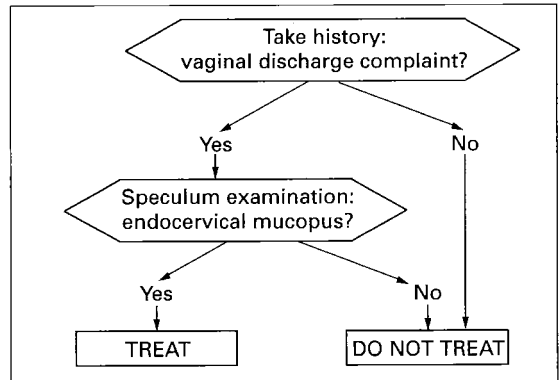 Take history:
vaginal discharge complaint?
Yes
No
Speculum examination:
endocervical mucopus?
Yes
No
TREAT
DO NOT TREAT